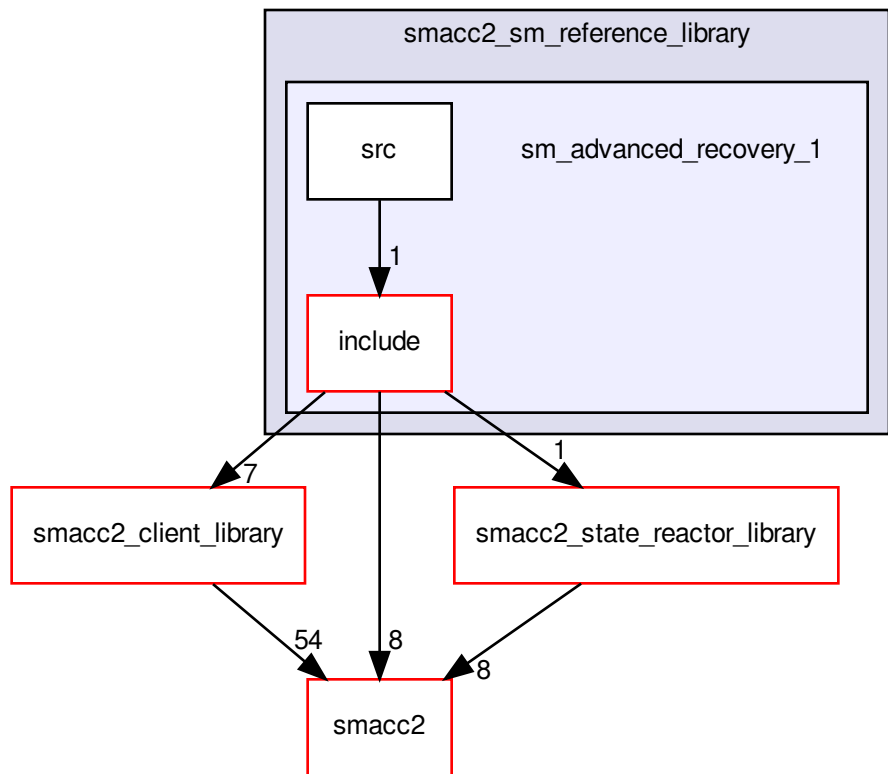 smacc2_sm_reference_library
src
sm_advanced_recovery_1
1
include
7
1
smacc2_client_library
smacc2_state_reactor_library
54
8
8
smacc2